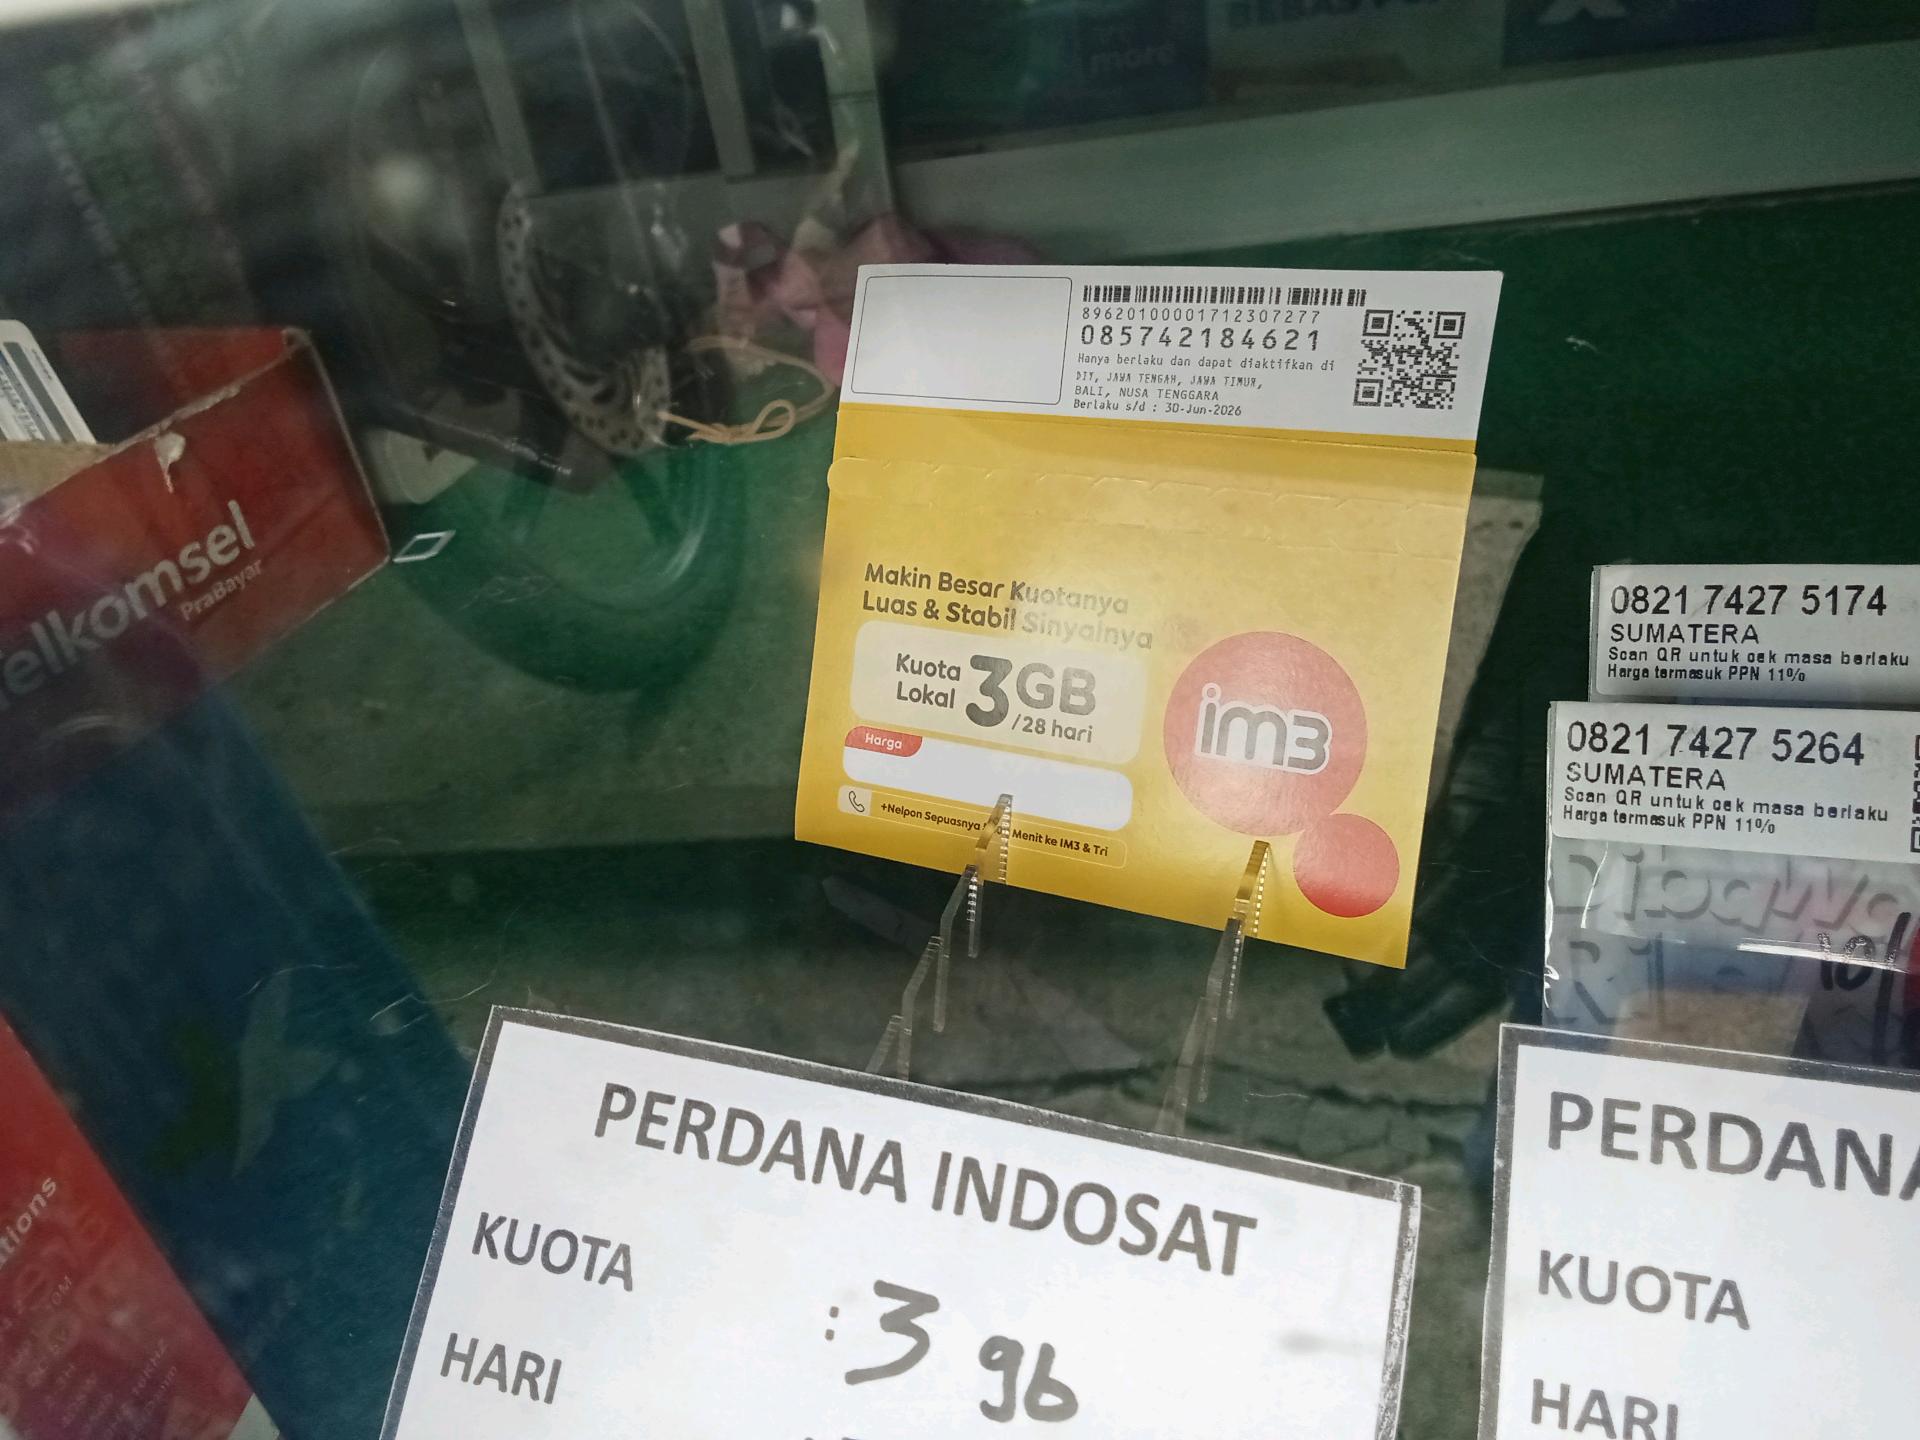 more
89620100001712307277
085742184621
Hanya berlaku dan dapat diaktifkan di
DIY, JAWA TENGAH, JAWA TIMUR,
BALI, NUSA TENGGARA
Berlaku s/d : 30-Jun-2026
Telkomsel
PraBayar
Makin Besar Kuotanya
Luas & Stabil Sinyalnya
Kuota
Lokal
3GB
/28 hari
Harga
+Nelpon Sepuasnya
Menit ke IM3 & Tri
im3
0821 7427 5174
SUMATERA
Scan QR untuk cek masa berlaku
Harga termasuk PPN 11%
0821 7427 5264
SUMATERA
Scan QR untuk cek masa berlaku
Harga termasuk PPN 11%
10/
PERDANA INDOSAT
KUOTA : 3 gb
HARI
PERDANA
KUOTA
HARI